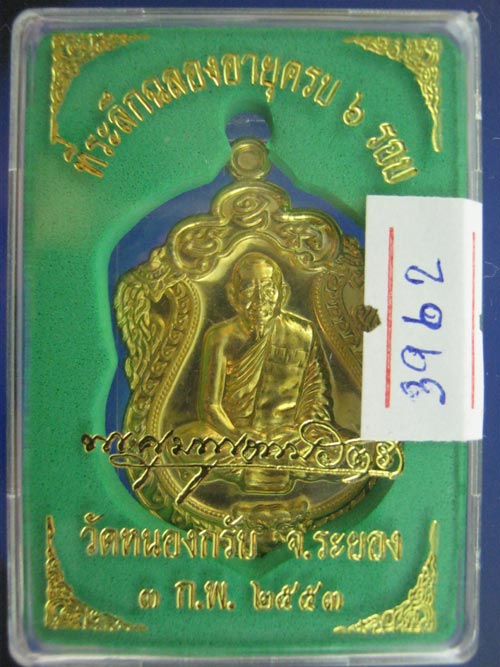 ที่ระลึกฉลองอายุครบ ๖ รอบ
3962
วัดหนองกรับ จ.ระยอง
๓ ก.พ. ๒๕๕๓